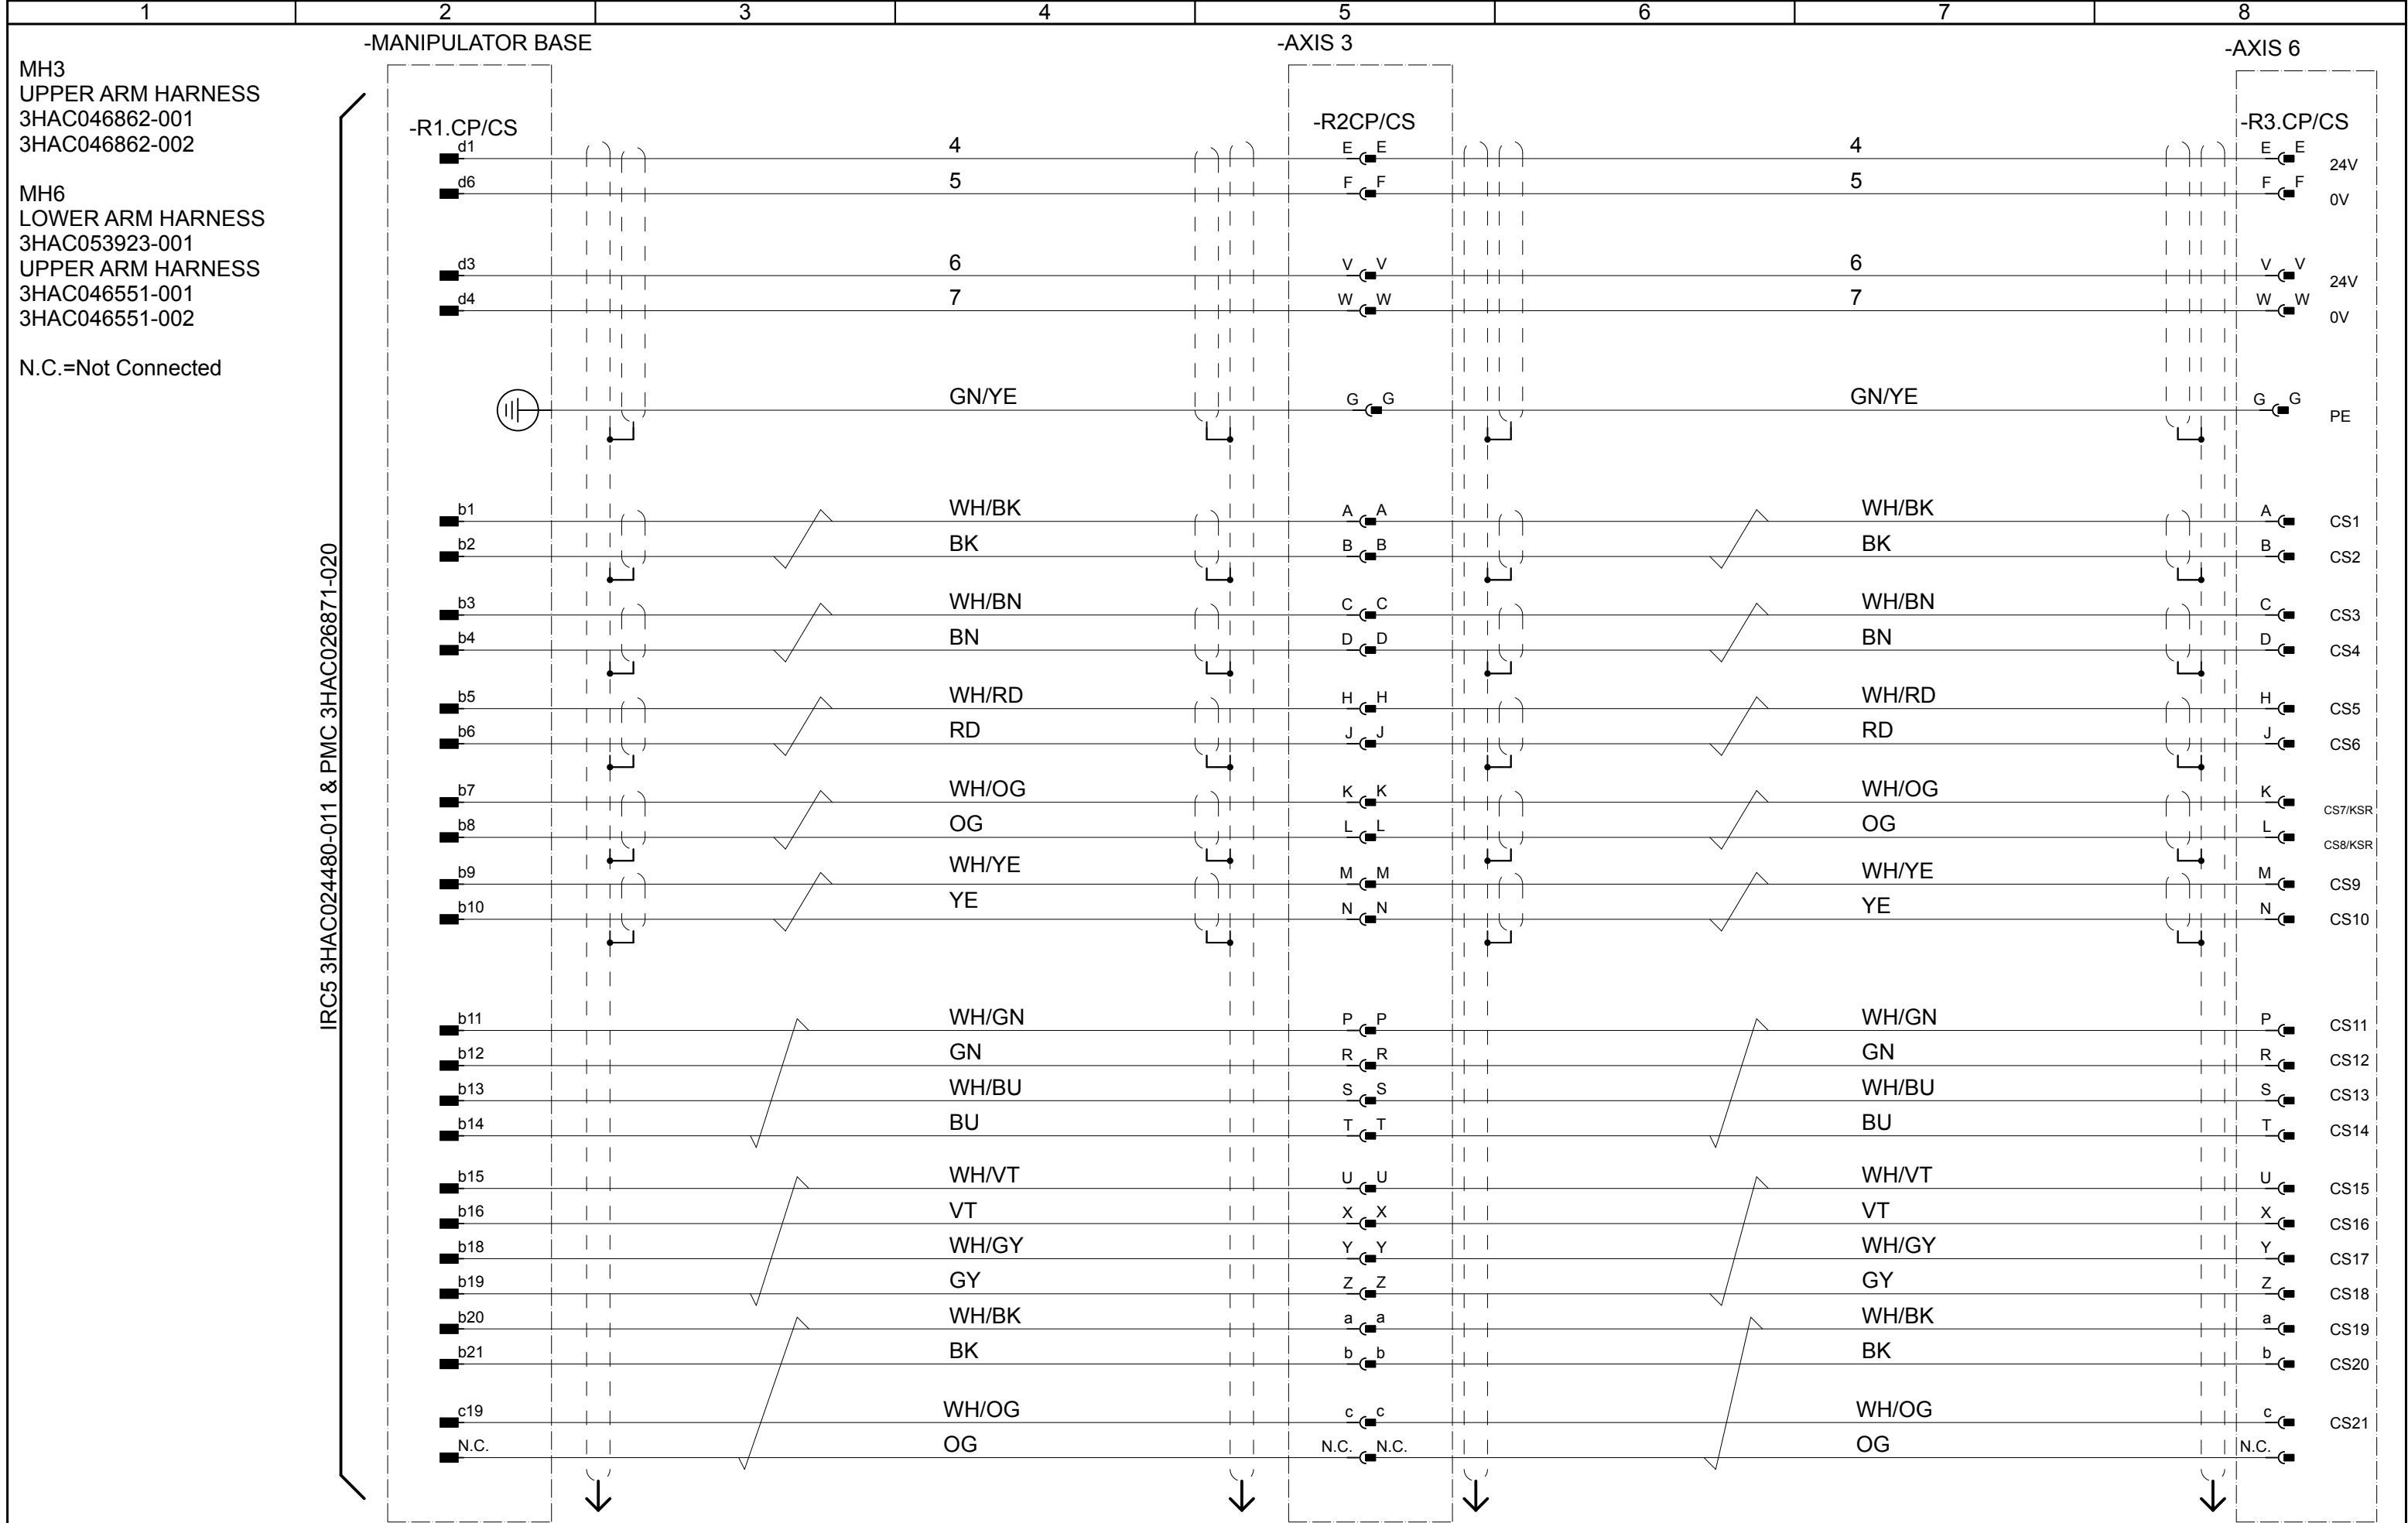 1 2 3 4 5 6 7 8
-MANIPULATOR BASE -AXIS 3 -AXIS 6
MH3
UPPER ARM HARNESS
3HAC046862-001
3HAC046862-002
MH6
LOWER ARM HARNESS
3HAC053923-001
UPPER ARM HARNESS
3HAC046551-001
3HAC046551-002
N.C.=Not Connected
IRC5 3HAC024480-011 & PMC 3HAC026871-020
-R1.CP/CS -R2CP/CS -R3.CP/CS
d1 4 E E 4 E E 24V
d6 5 F F 5 F F 0V
d3 6 V V 6 V V 24V
d4 7 W W 7 W W 0V
GN/YE G G GN/YE G G PE
b1 WH/BK A A WH/BK A CS1
b2 BK B B BK B CS2
b3 WH/BN C C WH/BN C CS3
b4 BN D D BN D CS4
b5 WH/RD H H WH/RD H CS5
b6 RD J J RD J CS6
b7 WH/OG K K WH/OG K CS7/KSR
b8 OG L L OG L CS8/KSR
b9 WH/YE M M WH/YE M CS9
b10 YE N N YE N CS10
b11 WH/GN P P WH/GN P CS11
b12 GN R R GN R CS12
b13 WH/BU S S WH/BU S CS13
b14 BU T T BU T CS14
b15 WH/VT U U WH/VT U CS15
b16 VT X X VT X CS16
b18 WH/GY Y Y WH/GY Y CS17
b19 GY Z Z GY Z CS18
b20 WH/BK a a WH/BK a CS19
b21 BK b b BK b CS20
c19 WH/OG c c WH/OG c CS21
N.C. OG N.C. N.C. OG N.C.